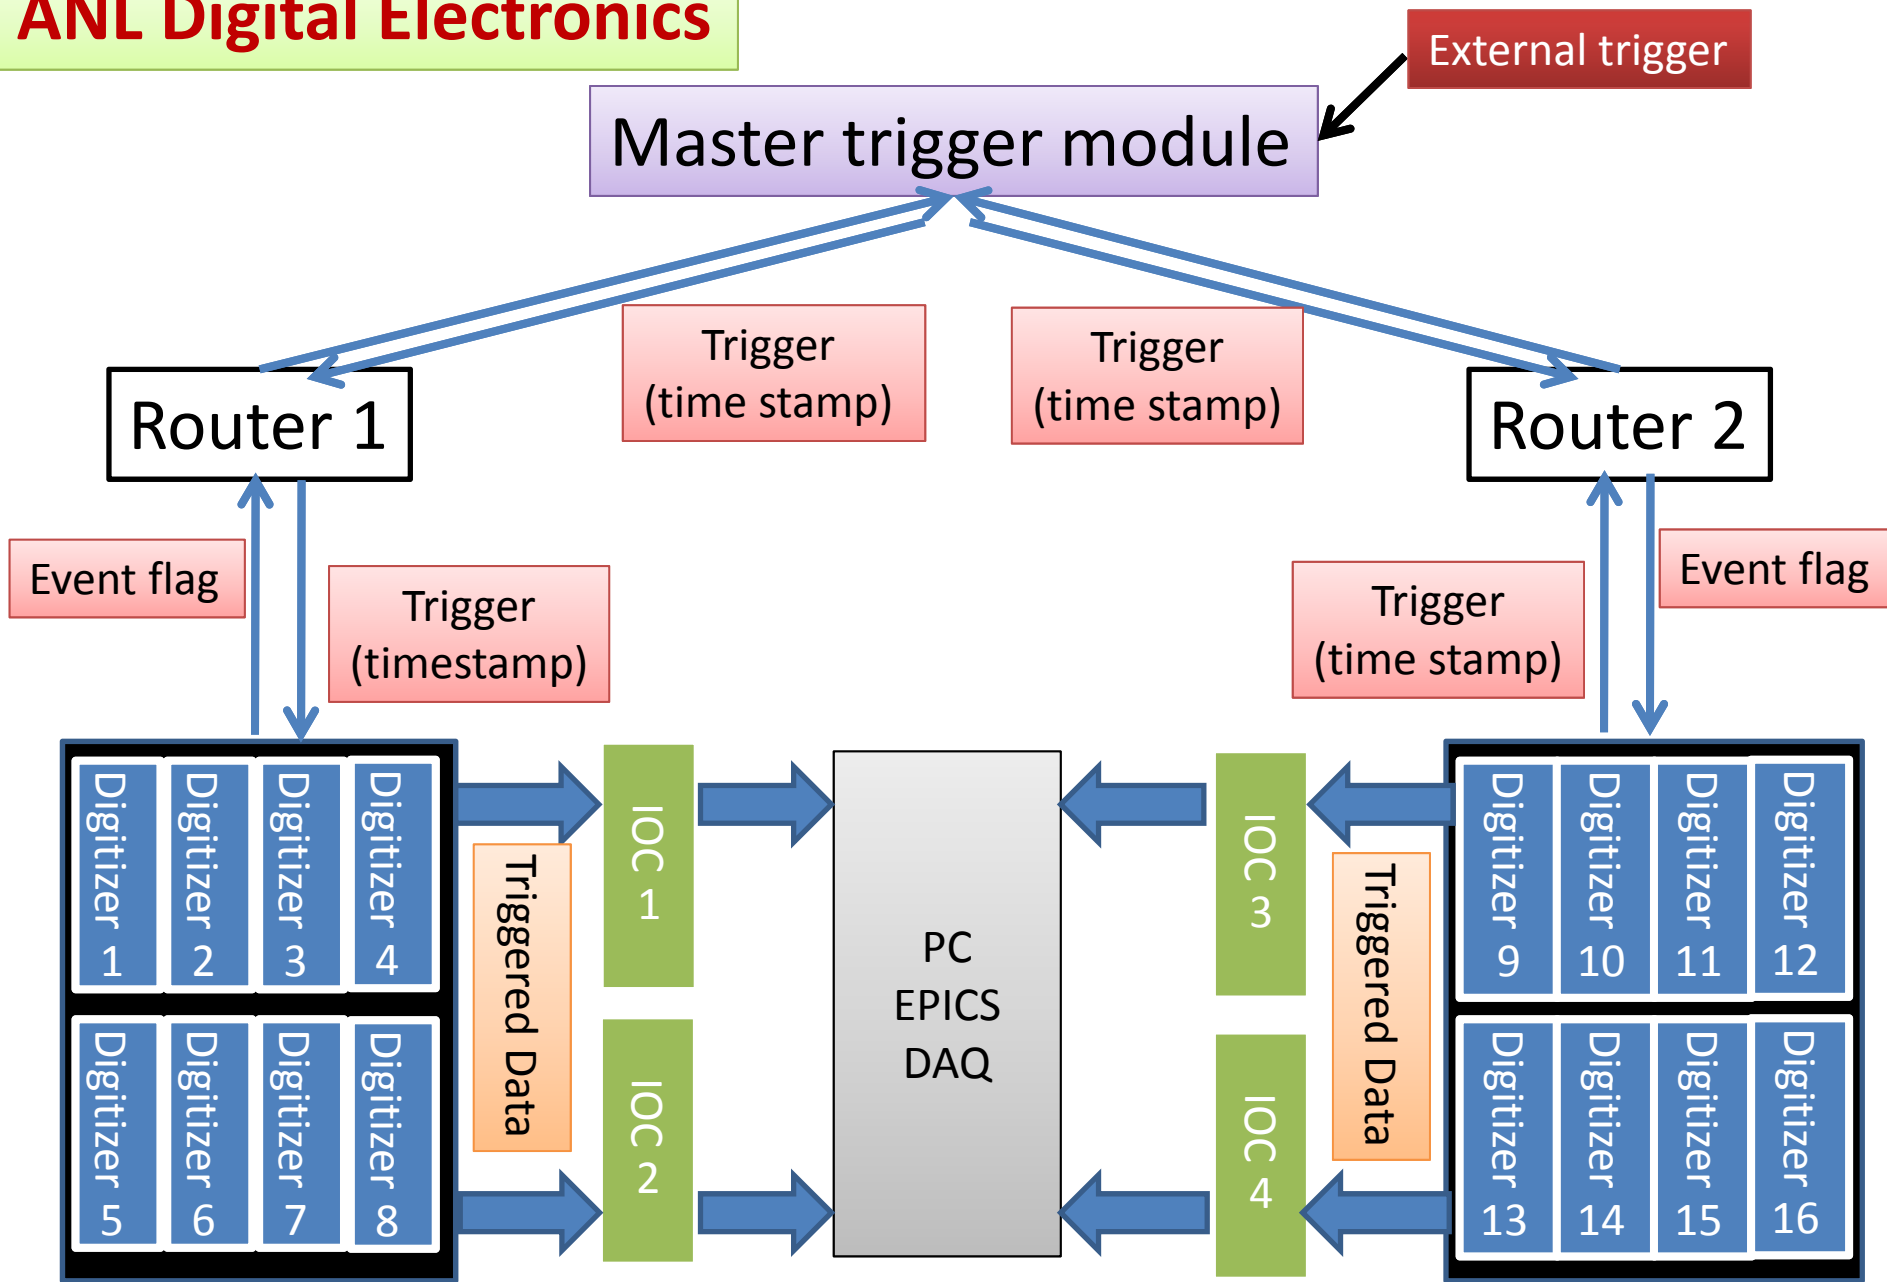 ANL Digital Electronics
External trigger
Master trigger module
Trigger
(time stamp)
Trigger
(time stamp)
Router 1
Router 2
Event flag
Trigger
(timestamp)
Trigger
(time stamp)
Event flag
Digitizer
1
Digitizer
2
Digitizer
3
Digitizer
4
Digitizer
5
Digitizer
6
Digitizer
7
Digitizer
8
Triggered Data
IOC
1
IOC
2
PC
EPICS
DAQ
IOC
3
IOC
4
Triggered Data
Digitizer
9
Digitizer
10
Digitizer
11
Digitizer
12
Digitizer
13
Digitizer
14
Digitizer
15
Digitizer
16